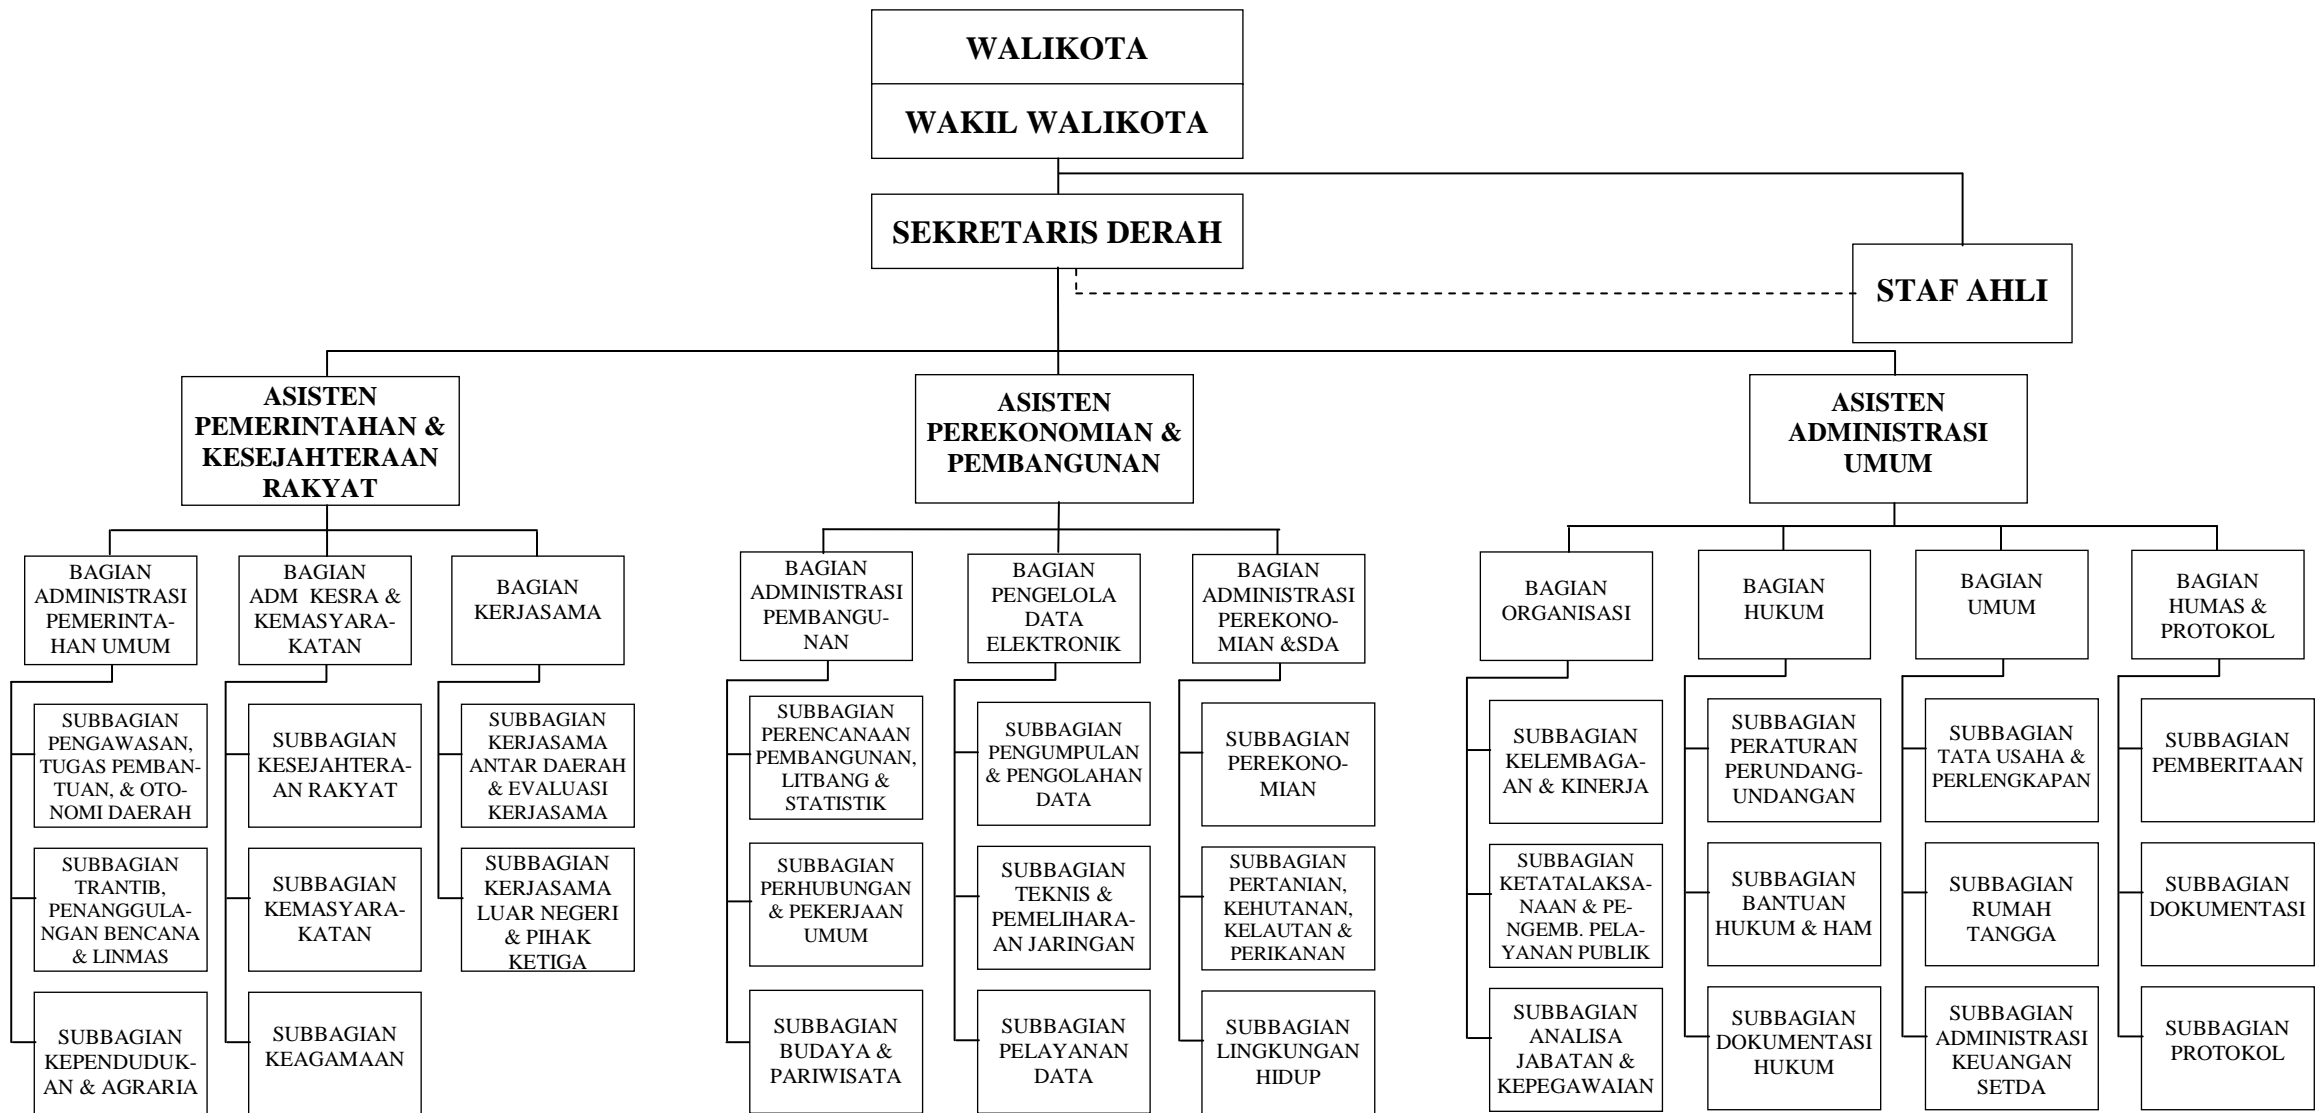 WALIKOTA
WAKIL WALIKOTA
SEKRETARIS DERAH
STAF AHLI
ASISTEN
PEMERINTAHAN &
KESEJAHTERAAN
RAKYAT
ASISTEN
PEREKONOMIAN &
PEMBANGUNAN
ASISTEN
ADMINISTRASI
UMUM
BAGIAN
ADMINISTRASI
PEMERINTA-
HAN UMUM
BAGIAN
ADM KESRA &
KEMASYARA-
KATAN
BAGIAN
KERJASAMA
BAGIAN
ADMINISTRASI
PEMBANGU-
NAN
BAGIAN
PENGELOLA
DATA
ELEKTRONIK
BAGIAN
ADMINISTRASI
PEREKONO-
MIAN &SDA
BAGIAN
ORGANISASI
BAGIAN
HUKUM
BAGIAN
UMUM
BAGIAN
HUMAS &
PROTOKOL
SUBBAGIAN
PENGAWASAN,
TUGAS PEMBAN-
TUAN, & OTO-
NOMI DAERAH
SUBBAGIAN
KESEJAHTERA-
AN RAKYAT
SUBBAGIAN
KERJASAMA
ANTAR DAERAH
& EVALUASI
KERJASAMA
SUBBAGIAN
PERENCANAAN
PEMBANGUNAN,
LITBANG &
STATISTIK
SUBBAGIAN
PENGUMPULAN
& PENGOLAHAN
DATA
SUBBAGIAN
PEREKONO-
MIAN
SUBBAGIAN
KELEMBAGA-
AN & KINERJA
SUBBAGIAN
PERATURAN
PERUNDANG-
UNDANGAN
SUBBAGIAN
TATA USAHA &
PERLENGKAPAN
SUBBAGIAN
PEMBERITAAN
SUBBAGIAN
TRANTIB,
PENANGGULA-
NGAN BENCANA
& LINMAS
SUBBAGIAN
KEMASYARA-
KATAN
SUBBAGIAN
KERJASAMA
LUAR NEGERI
& PIHAK
KETIGA
SUBBAGIAN
PERHUBUNGAN
& PEKERJAAN
UMUM
SUBBAGIAN
TEKNIS &
PEMELIHARA-
AN JARINGAN
SUBBAGIAN
PERTANIAN,
KEHUTANAN,
KELAUTAN &
PERIKANAN
SUBBAGIAN
KETATALAKSA-
NAAN & PE-
NGEMB. PELA-
YANAN PUBLIK
SUBBAGIAN
BANTUAN
HUKUM & HAM
SUBBAGIAN
RUMAH
TANGGA
SUBBAGIAN
DOKUMENTASI
SUBBAGIAN
KEPENDUDUK-
AN & AGRARIA
SUBBAGIAN
KEAGAMAAN
SUBBAGIAN
BUDAYA &
PARIWISATA
SUBBAGIAN
PELAYANAN
DATA
SUBBAGIAN
LINGKUNGAN
HIDUP
SUBBAGIAN
ANALISA
JABATAN &
KEPEGAWAIAN
SUBBAGIAN
DOKUMENTASI
HUKUM
SUBBAGIAN
ADMINISTRASI
KEUANGAN
SETDA
SUBBAGIAN
PROTOKOL